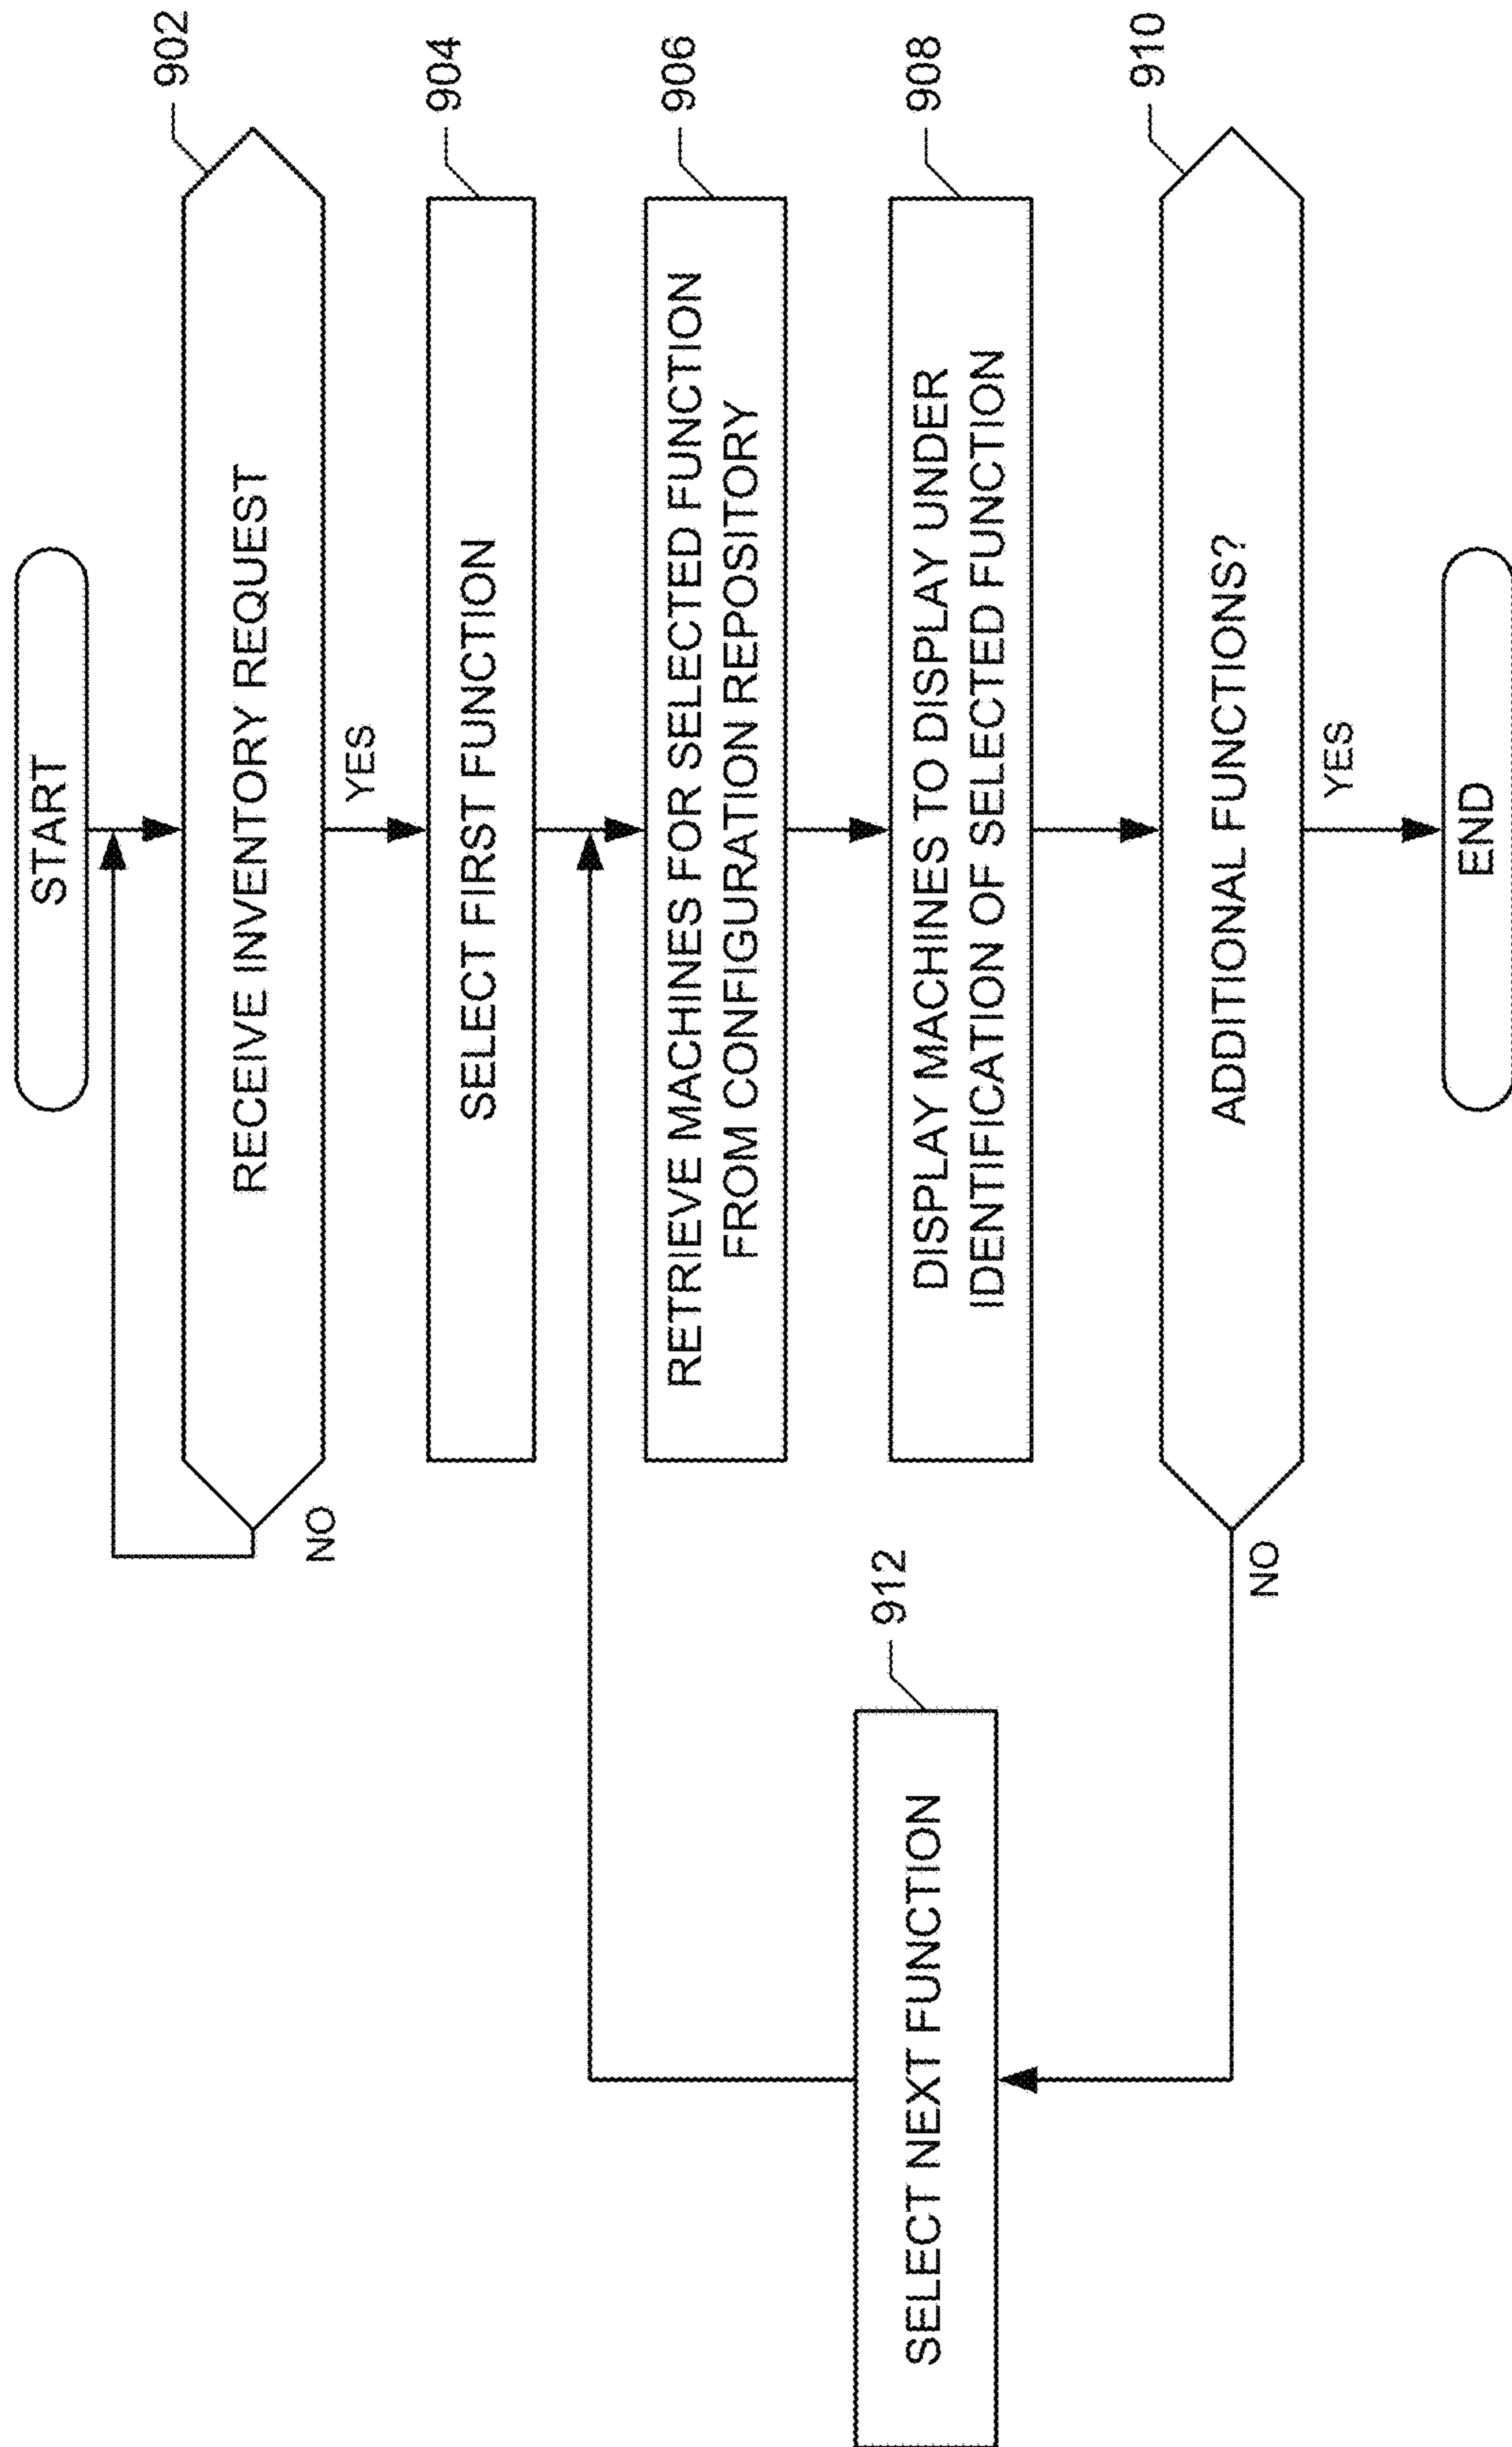 START
902
RECEIVE INVENTORY REQUEST
NO
YES
904
SELECT FIRST FUNCTION
906
RETRIEVE MACHINES FOR SELECTED FUNCTION
FROM CONFIGURATION REPOSITORY
908
DISPLAY MACHINES TO DISPLAY UNDER
IDENTIFICATION OF SELECTED FUNCTION
912
SELECT NEXT FUNCTION
910
ADDITIONAL FUNCTIONS?
NO
YES
END